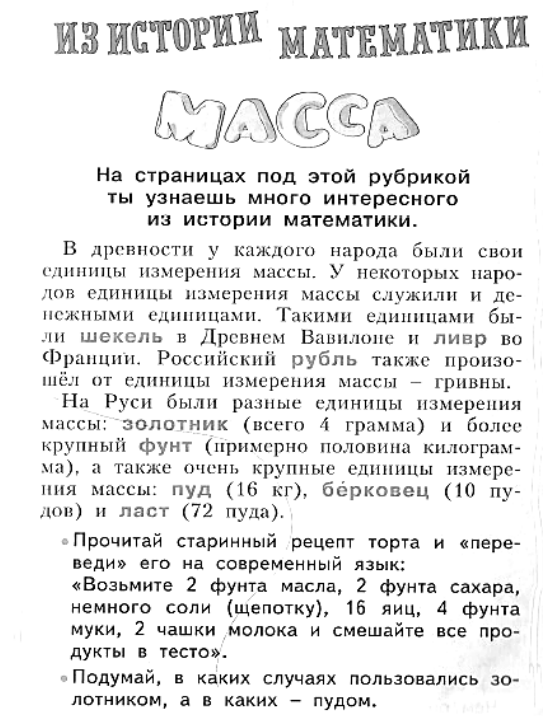 ИЗ ИСТОРИИ МАТЕМАТИКИ
МАССА
На страницах под этой рубрикой
ты узнаешь много интересного
из истории математики.
В древности у каждого народа были свои
единицы измерения массы. У некоторых наро-
дов единицы измерения массы служили и де-
нежными единицами. Такими единицами бы-
ли шекель в Древнем Вавилоне и ливр во
Франции. Российский рубль также произо-
шёл от единицы измерения массы – гривны.
На Руси были разные единицы измерения
массы: золотник (всего 4 грамма) и более
крупный фунт (примерно половина килограм-
ма), а также очень крупные единицы измере-
ния массы: пуд (16 кг), бе́рковец (10 пу-
дов) и ласт (72 пуда).
• Прочитай старинный рецепт торта и «пере-
веди» его на современный язык:
«Возьмите 2 фунта масла, 2 фунта сахара,
немного соли (щепотку), 16 яиц, 4 фунта
муки, 2 чашки молока и смешайте все про-
дукты в тесто».
• Подумай, в каких случаях пользовались зо-
лотником, а в каких – пудом.